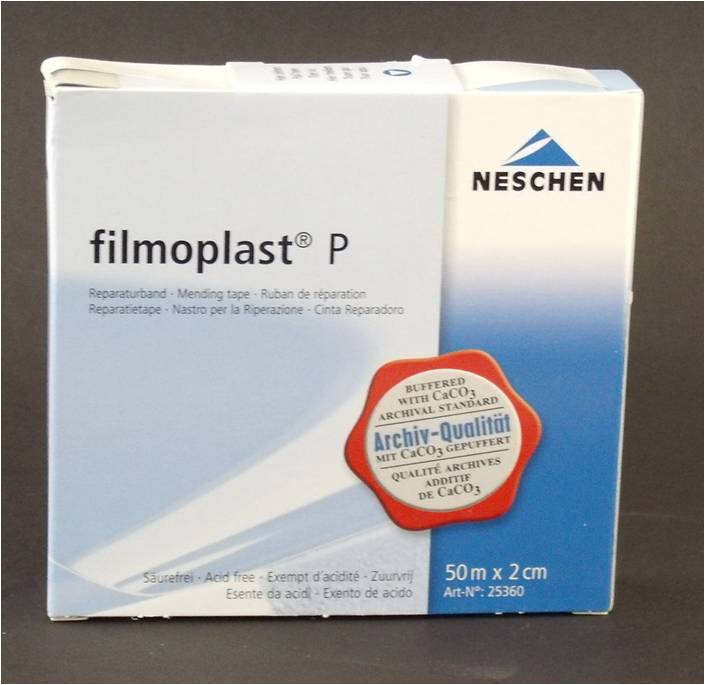 NESCHEN
filmoplast® P
Reparaturband · Mending tape · Ruban de réparation
Reparatietape · Nastro per la Riperazione · Cinta Reparadoro
BUFFERED
WITH CaCO3
ARCHIVAL STANDARD
Archiv-Qualität
MIT CaCO3 GEPUFFERT
QUALITÉ ARCHIVES
ADDITIF
DE CaCO3
Säurefrei · Acid free · Exempt d'acidité · Zuurvrij
Esente da acidi · Exento de acido
50 m x 2 cm
Art-N°: 25360